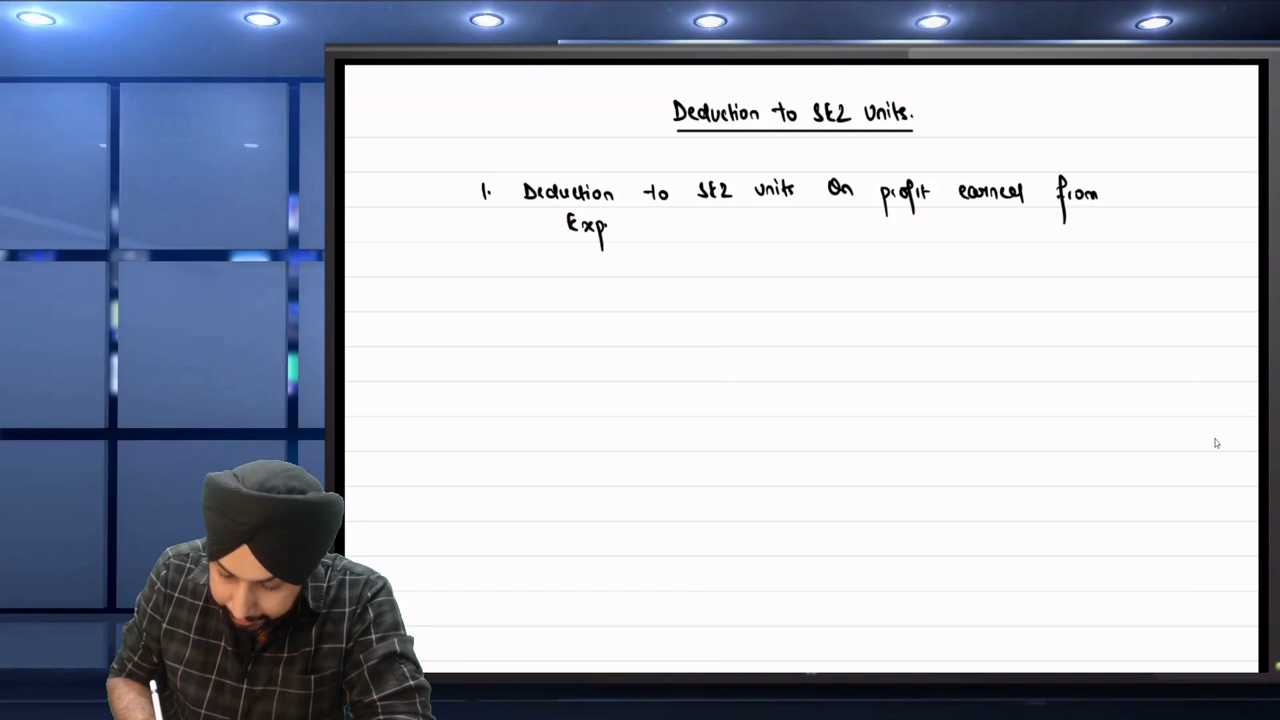 Deduction to SEZ Units.
1. Deduction to SEZ units on profit earned from
Exp